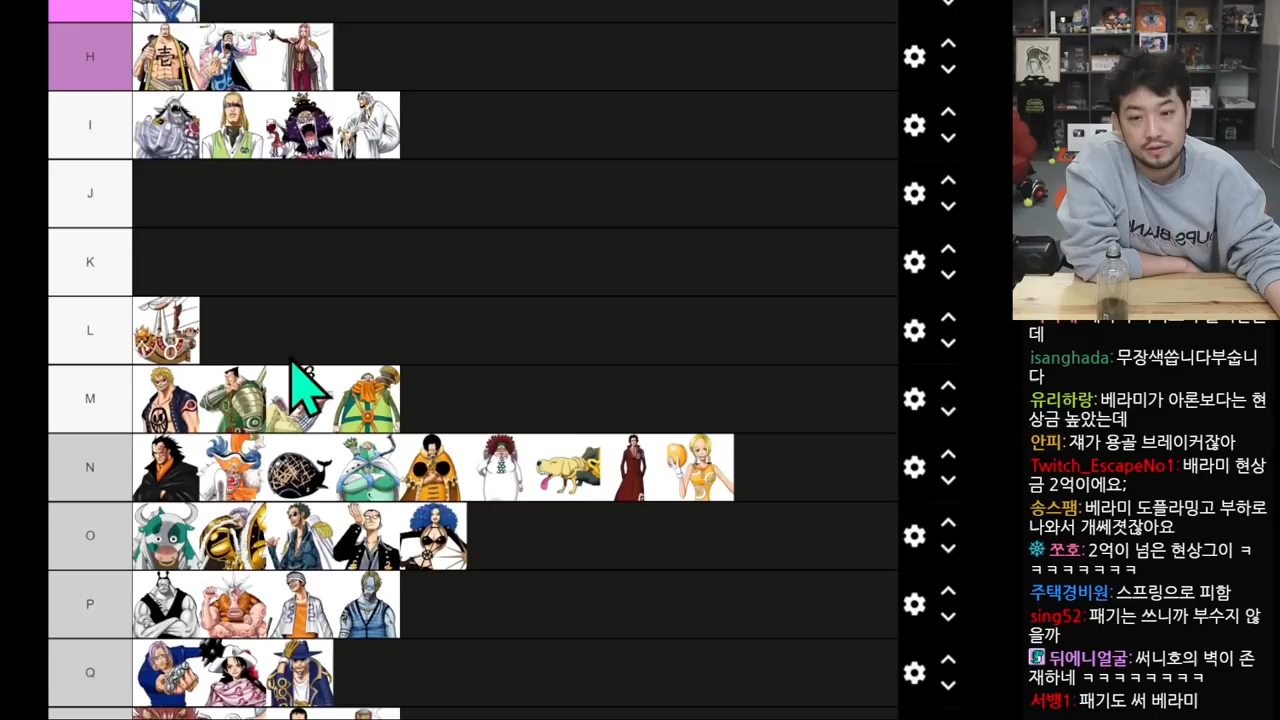 H
I
J
K
L
M
N
O
P
Q
데
isanghada: 무장색씁니다부숩니
다
유리하랑: 베라미가 아론보다는 현
상금 높았는데
안피: 쟤가 용골 브레이커잖아
Twitch_EscapeNo1: 배라미 현상
금 2억이에요;
송스팸: 베라미 도플라밍고 부하로
나와서 개쎄졋잖아요
쪼호: 2억이 넘은 현상그이 ㅋ
ㅋㅋㅋㅋㅋㅋㅋ
주택경비원: 스프링으로 피함
sing52: 패기는 쓰니까 부수지 않
을까
뒤에니얼굴: 써니호의 벽이 존
재하네 ㅋㅋㅋㅋㅋㅋㅋㅋ
서뱅1: 패기도 써 베라미